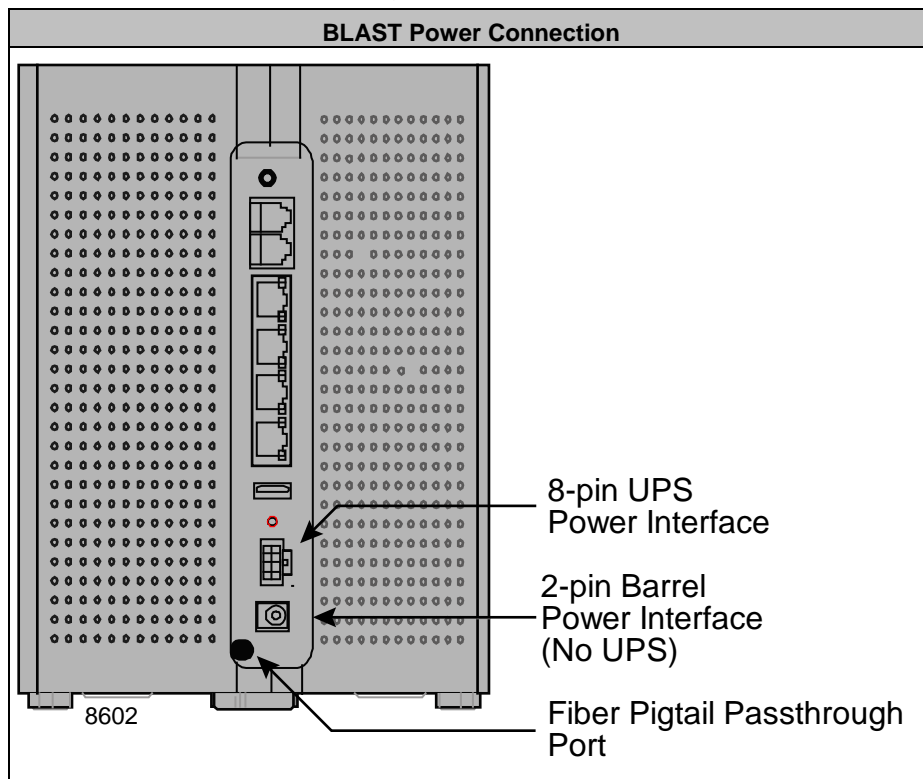 BLAST Power Connection
8-pin UPS
Power Interface
2-pin Barrel
Power Interface
(No UPS)
Fiber Pigtail Passthrough
Port
8602